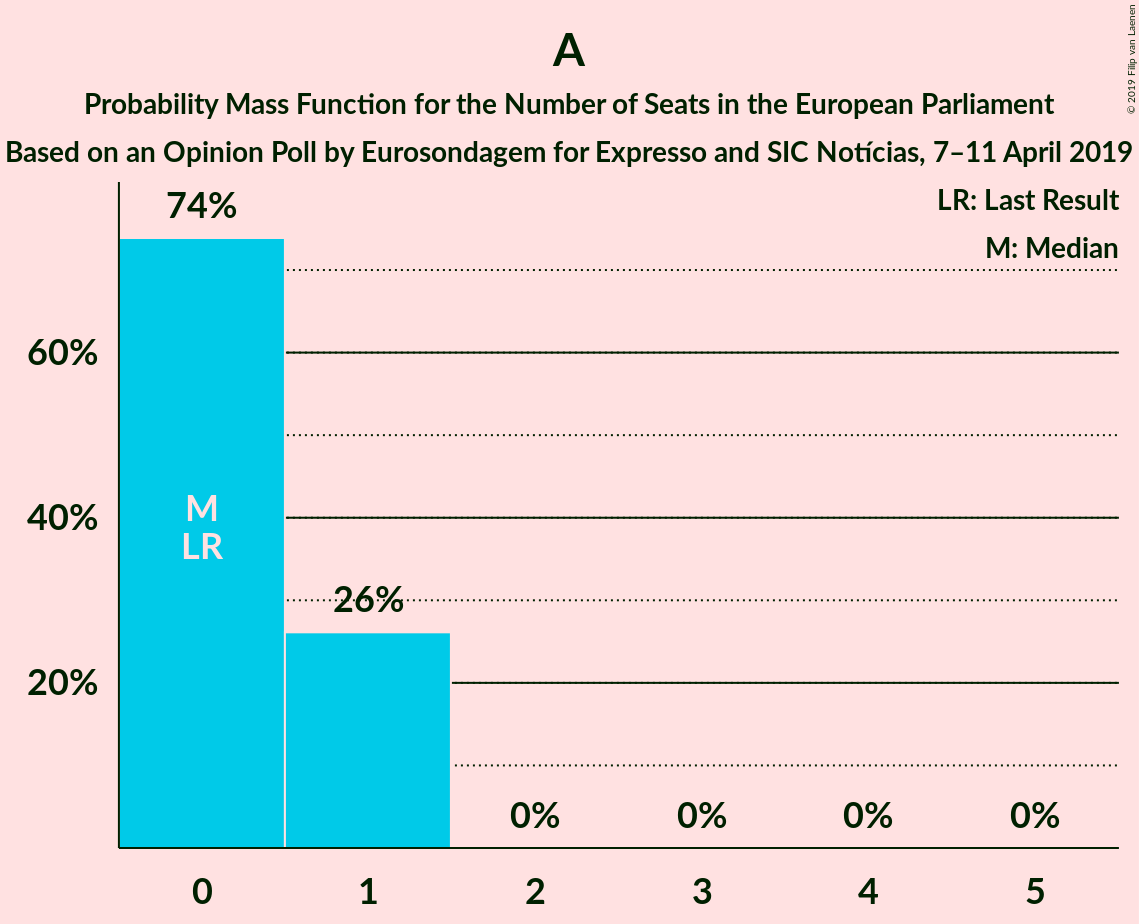 A
Probability Mass Function for the Number of Seats in the European Parliament
Based on an Opinion Poll by Eurosondagem for Expresso and SIC Notícias, 7–11 April 2019
© 2019 Filip van Laenen
LR: Last Result
M: Median
74%
60%
40%
20%
M
LR
26%
0% 0% 0% 0%
0 1 2 3 4 5